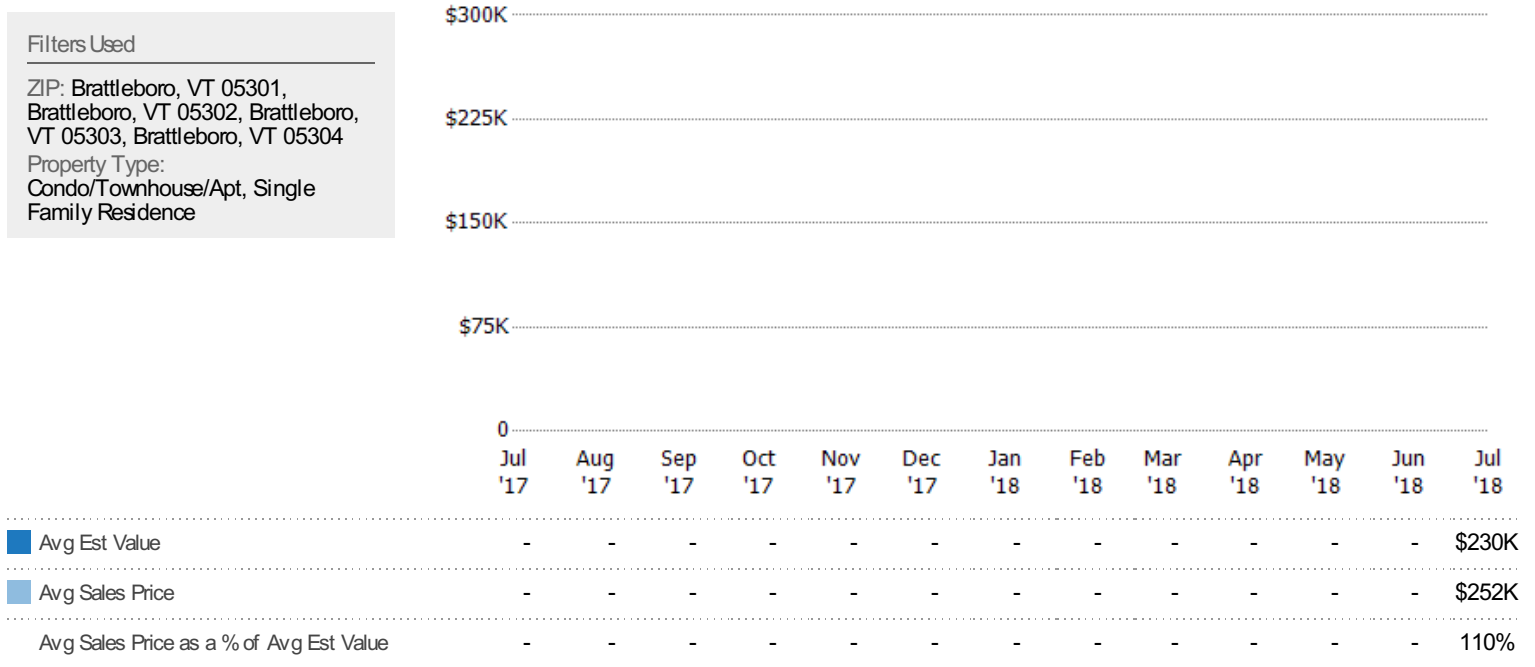 Filters Used
ZIP: Brattleboro, VT 05301,
Brattleboro, VT 05302, Brattleboro,
VT 05303, Brattleboro, VT 05304
Property Type:
Condo/Townhouse/Apt, Single
Family Residence
$300K
$225K
$150K
$75K
0
Jul Aug Sep Oct Nov Dec Jan Feb Mar Apr May Jun Jul
'17 '17 '17 '17 '17 '17 '18 '18 '18 '18 '18 '18 '18
Avg Est Value - - - - - - - - - - - - $230K
Avg Sales Price - - - - - - - - - - - - $252K
Avg Sales Price as a % of Avg Est Value - - - - - - - - - - - - 110%